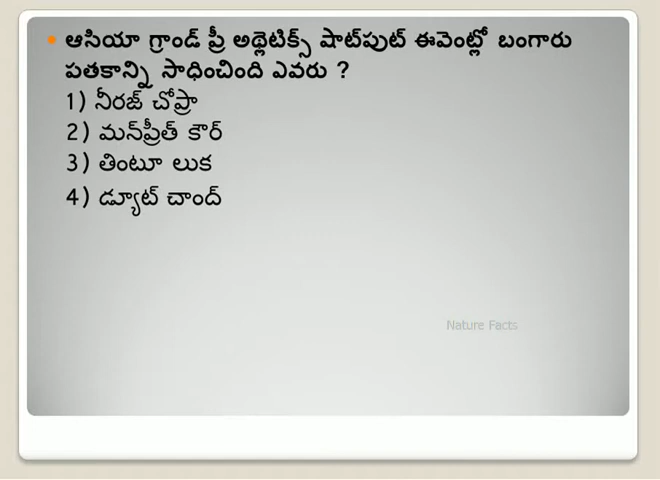 • ఆసియా గ్రాండ్ ప్రీ అథ్లెటిక్స్ షాట్‌పుట్ ఈవెంట్లో బంగారు
పతకాన్ని సాధించింది ఎవరు ?
1) నీరజ్ చోప్రా
2) మన్‌ప్రీత్ కౌర్
3) తింటూ లుక
4) డ్యూట్ చాంద్
Nature Facts